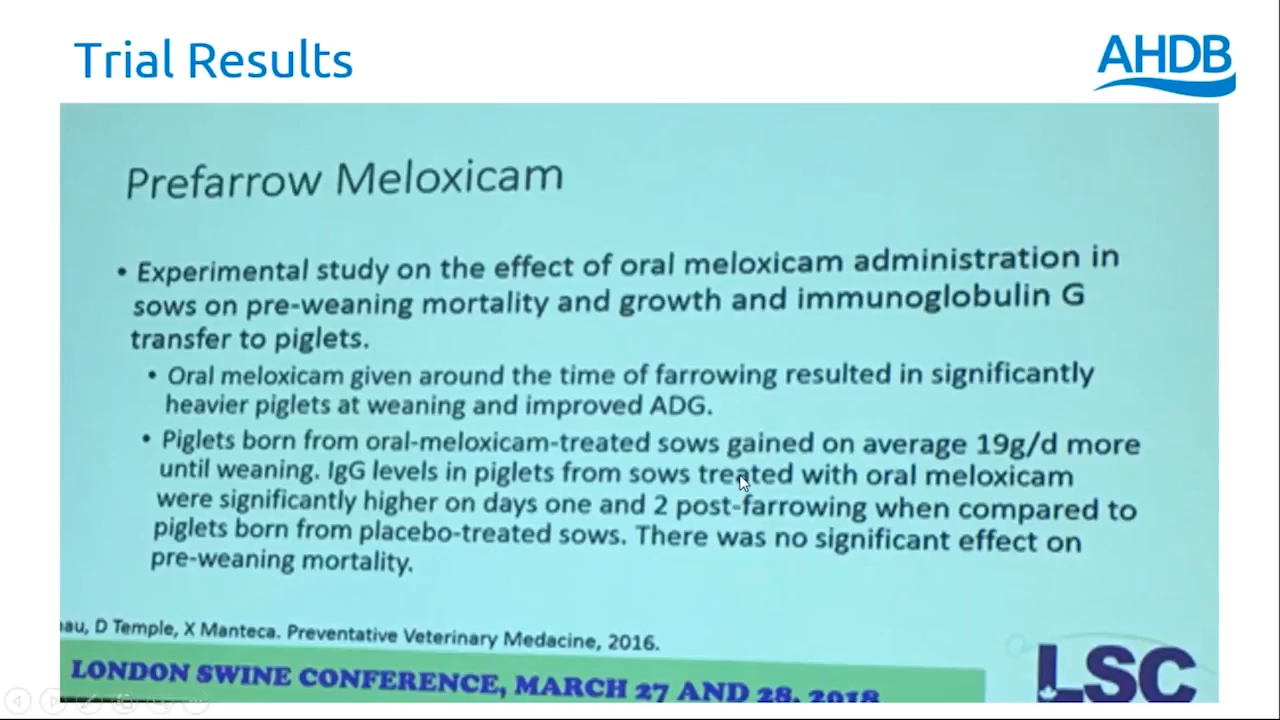 Trial Results
AHDB
Prefarrow Meloxicam
• Experimental study on the effect of oral meloxicam administration in
sows on pre-weaning mortality and growth and immunoglobulin G
transfer to piglets.
• Oral meloxicam given around the time of farrowing resulted in significantly
heavier piglets at weaning and improved ADG.
• Piglets born from oral-meloxicam-treated sows gained on average 19g/d more
until weaning. IgG levels in piglets from sows treated with oral meloxicam
were significantly higher on days one and 2 post-farrowing when compared to
piglets born from placebo-treated sows. There was no significant effect on
pre-weaning mortality.
D Temple, X Manteca. Preventative Veterinary Medacine, 2016.
LONDON SWINE CONFERENCE, MARCH 27 AND 28, 2018
LSC